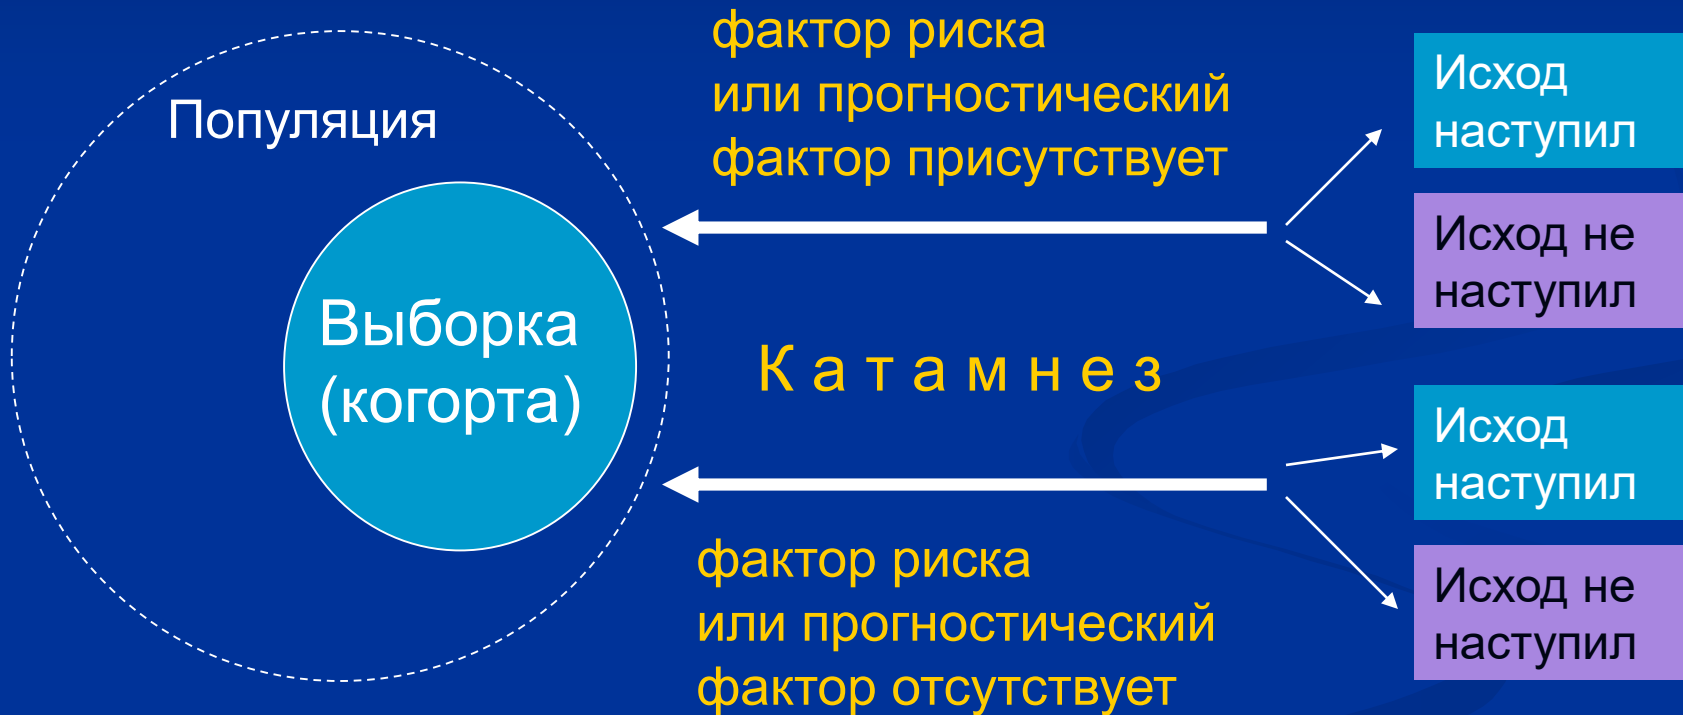 Популяция
Выборка
(когорта)
фактор риска
или прогностический
фактор присутствует
К а т а м н е з
фактор риска
или прогностический
фактор отсутствует
Исход
наступил
Исход не
наступил
Исход
наступил
Исход не
наступил